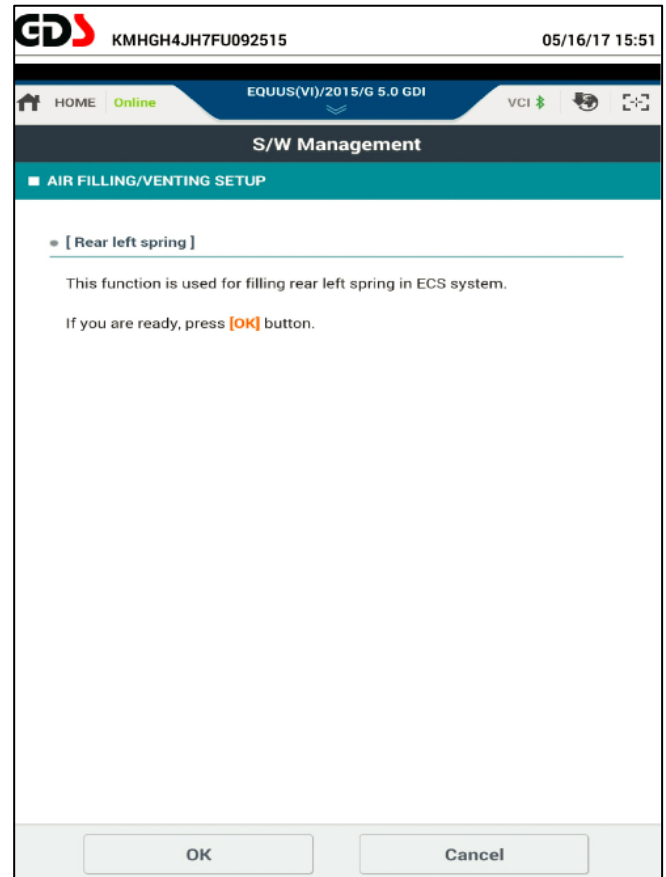 GDS KMHGH4JH7FU092515 05/16/17 15:51
HOME Online EQUUS(VI)/2015/G 5.0 GDI VCI
S/W Management
AIR FILLING/VENTING SETUP
[ Rear left spring ]
This function is used for filling rear left spring in ECS system.
If you are ready, press [OK] button.
OK Cancel